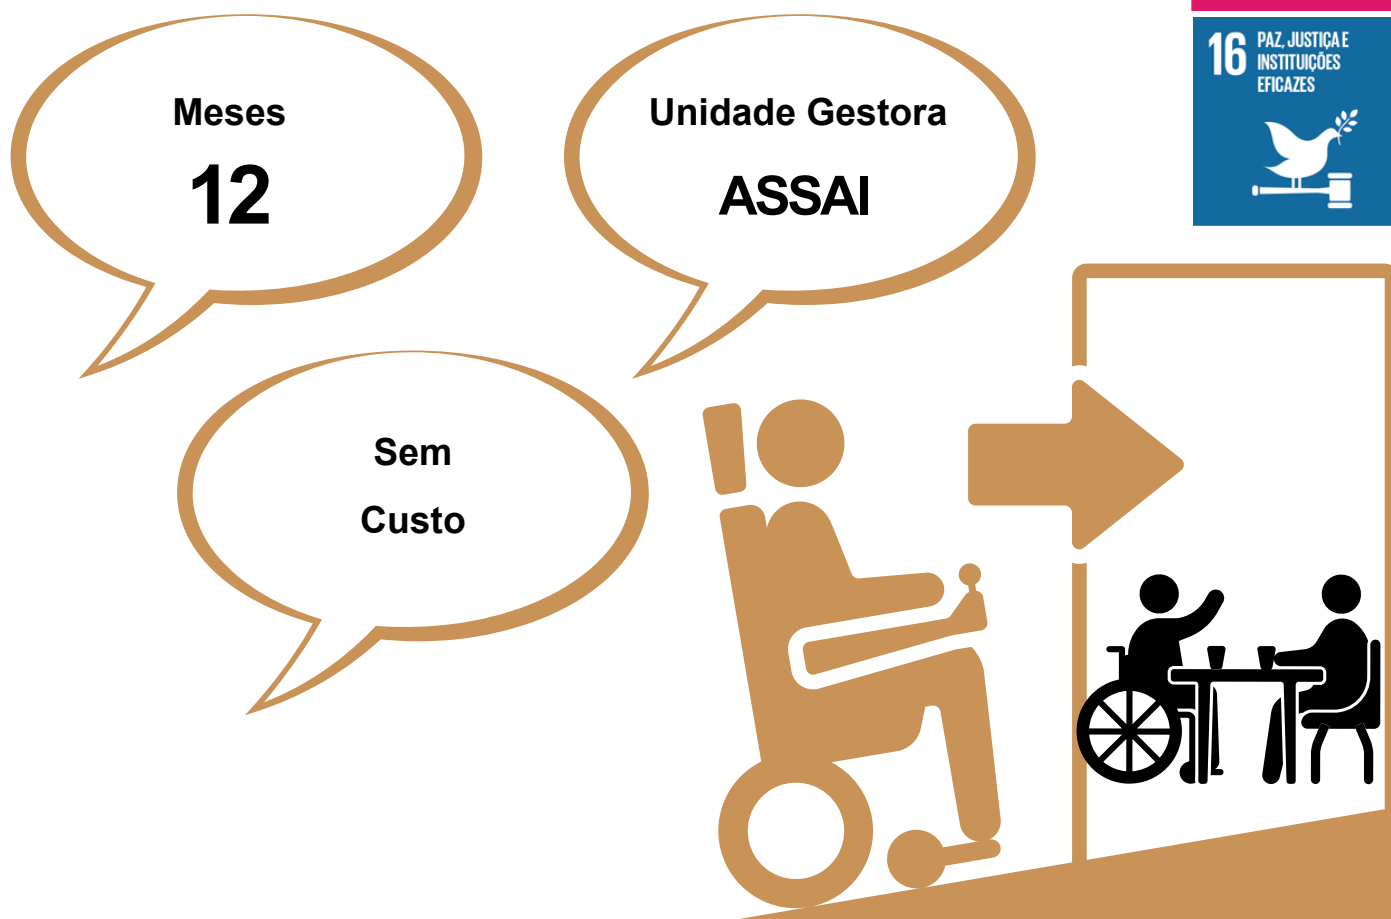 Meses
12
Unidade Gestora
ASSAI
16 PAZ, JUSTIÇA E
INSTITUIÇÕES
EFICAZES
Sem
Custo